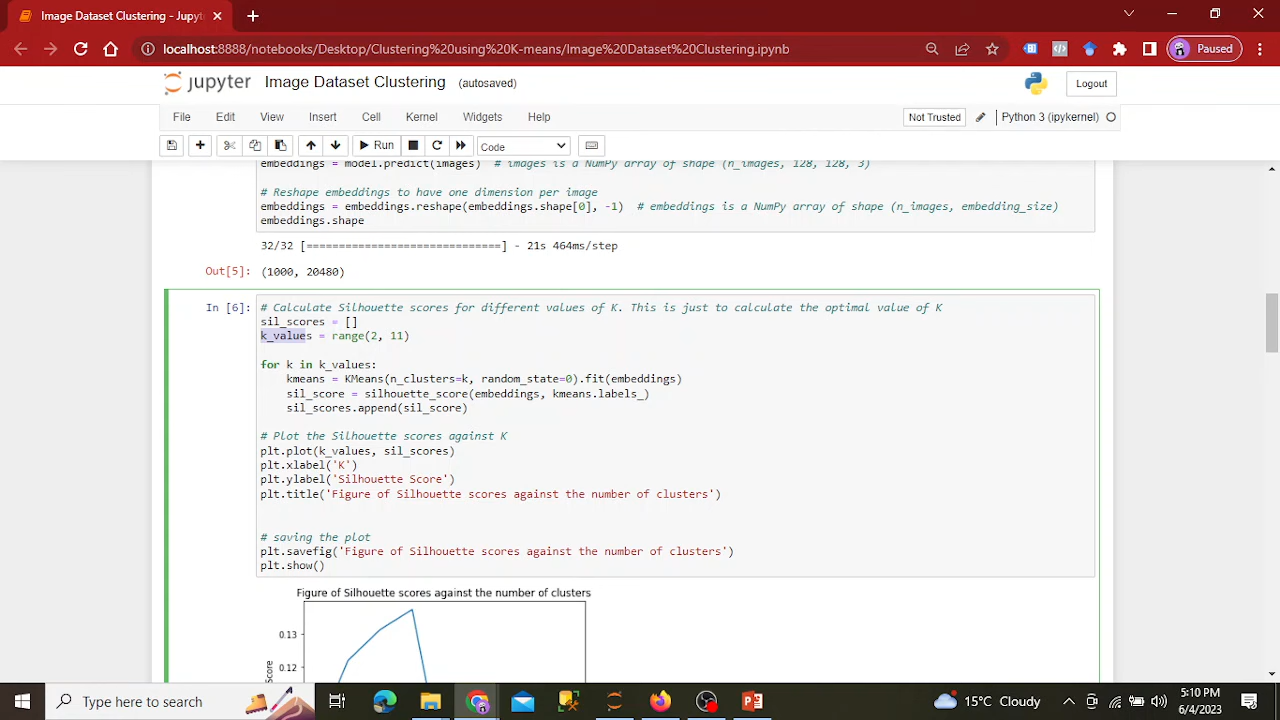 Image Dataset Clustering - Jupyt
localhost:8888/notebooks/Desktop/Clustering%20using%20K-means/Image%20Dataset%20Clustering.ipynb
Paused
jupyter Image Dataset Clustering (autosaved)
Logout
File Edit View Insert Cell Kernel Widgets Help
Not Trusted
Python 3 (ipykernel)
Run
Code
embeddings = model.predict(images)  # images is a NumPy array of shape (n_images, 128, 128, 3)
# Reshape embeddings to have one dimension per image
embeddings = embeddings.reshape(embeddings.shape[0], -1)  # embeddings is a NumPy array of shape (n_images, embedding_size)
embeddings.shape
32/32 [==============================] - 21s 464ms/step
Out[5]: (1000, 20480)
In [6]: # Calculate Silhouette scores for different values of K. This is just to calculate the optimal value of K
sil_scores = []
k_values = range(2, 11)
for k in k_values:
    kmeans = KMeans(n_clusters=k, random_state=0).fit(embeddings)
    sil_score = silhouette_score(embeddings, kmeans.labels_)
    sil_scores.append(sil_score)
# Plot the Silhouette scores against K
plt.plot(k_values, sil_scores)
plt.xlabel('K')
plt.ylabel('Silhouette Score')
plt.title('Figure of Silhouette scores against the number of clusters')
# saving the plot
plt.savefig('Figure of Silhouette scores against the number of clusters')
plt.show()
Figure of Silhouette scores against the number of clusters
0.13
0.12
Score
Type here to search
15°C Cloudy
5:10 PM
6/4/2023